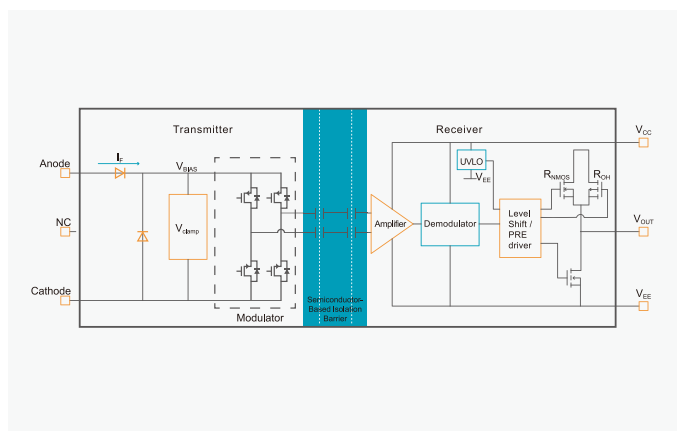 Transmitter
Receiver
Anode
NC
Cathode
IF
VBIAS
Vclamp
Modulator
Semiconductor-
Based Isolation
Barrier
Amplifier
Demodulator
UVLO
VEE
Level
Shift /
PRE
driver
RNMOS
ROH
VCC
VOUT
VEE